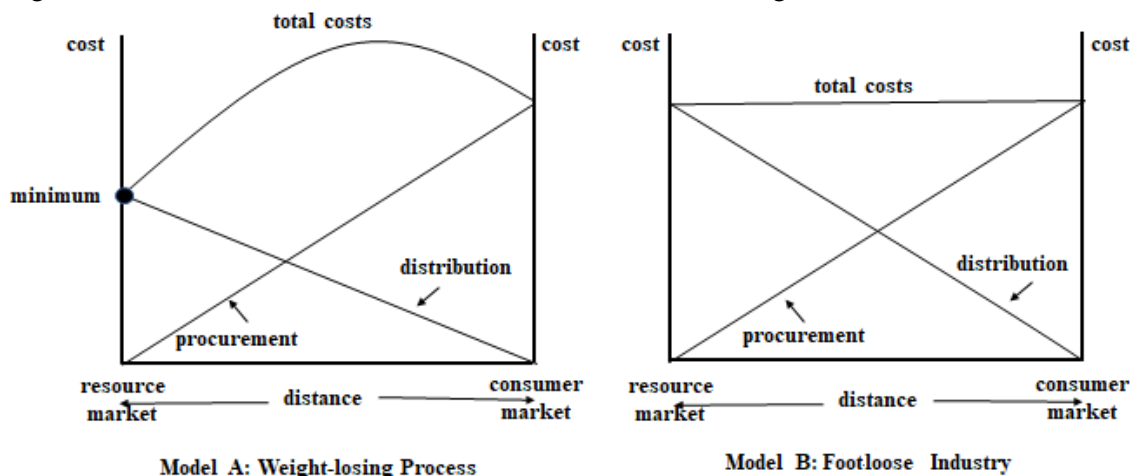 total costs
cost
cost
minimum
distribution
procurement
resource
market
distance
consumer
market
Model A: Weight-losing Process
cost
cost
total costs
distribution
procurement
resource
market
distance
consumer
market
Model B: Footloose Industry